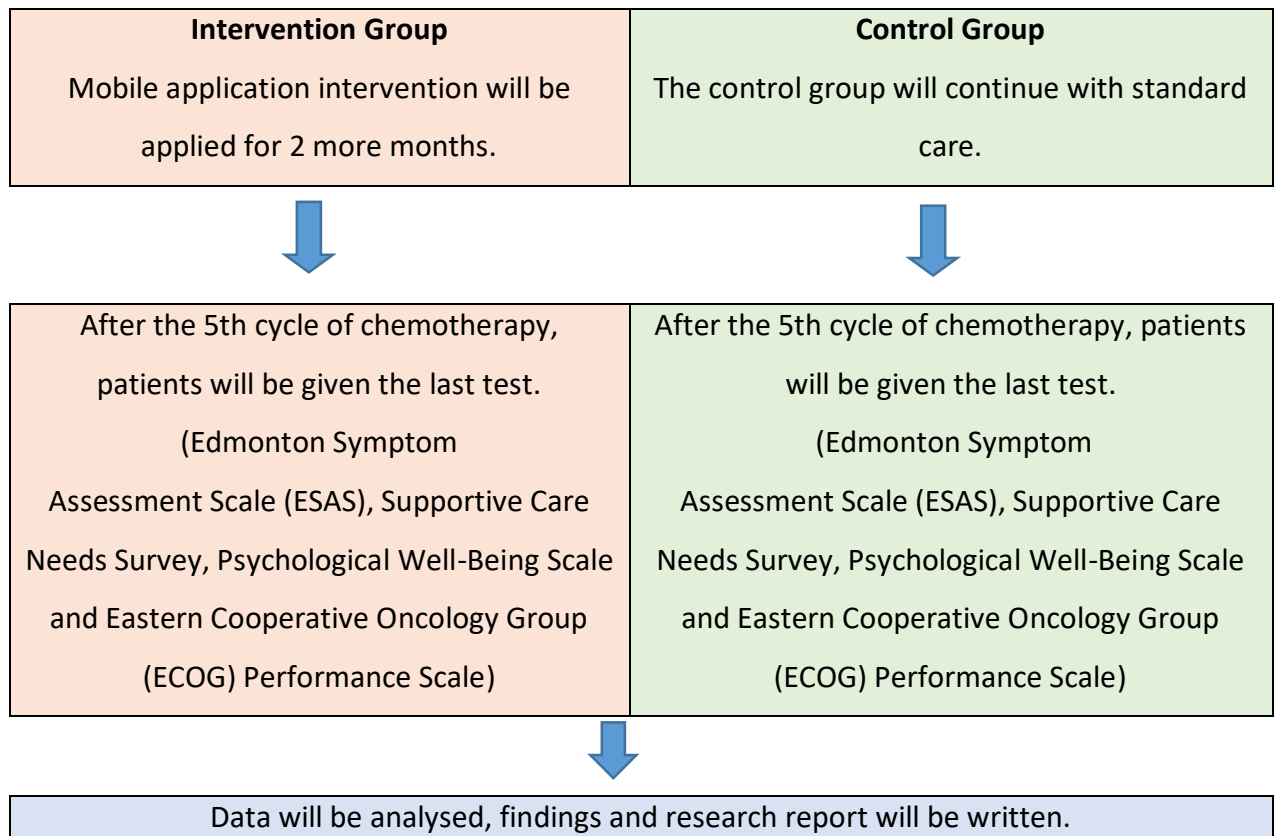 Intervention Group
Mobile application intervention will be
applied for 2 more months.
Control Group
The control group will continue with standard
care.
After the 5th cycle of chemotherapy,
patients will be given the last test.
(Edmonton Symptom
Assessment Scale (ESAS), Supportive Care
Needs Survey, Psychological Well-Being Scale
and Eastern Cooperative Oncology Group
(ECOG) Performance Scale)
After the 5th cycle of chemotherapy, patients
will be given the last test.
(Edmonton Symptom
Assessment Scale (ESAS), Supportive Care
Needs Survey, Psychological Well-Being Scale
and Eastern Cooperative Oncology Group
(ECOG) Performance Scale)
Data will be analysed, findings and research report will be written.